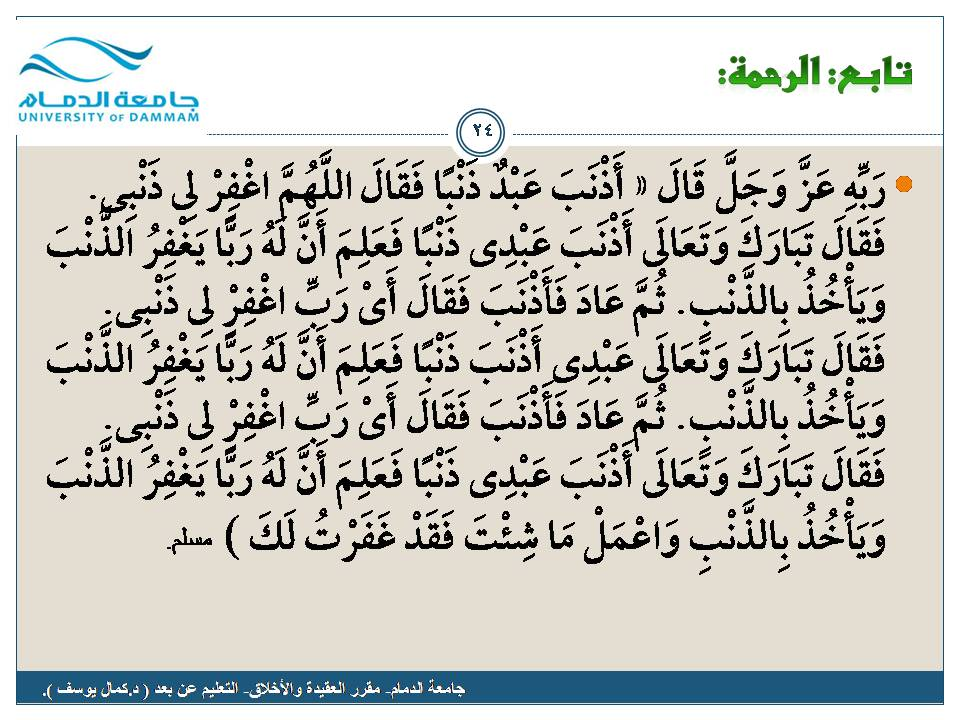 تابع: الرحمة:
جامعة الدمام
UNIVERSITY OF DAMMAM
٢٤
رَبِّهِ عَزَّ وَجَلَّ قَالَ « أَذْنَبَ عَبْدٌ ذَنْبًا فَقَالَ اللَّهُمَّ اغْفِرْ لِى ذَنْبِى.
فَقَالَ تَبَارَكَ وَتَعَالَى أَذْنَبَ عَبْدِى ذَنْبًا فَعَلِمَ أَنَّ لَهُ رَبًّا يَغْفِرُ الذَّنْبَ
وَيَأْخُذُ بِالذَّنْبِ. ثُمَّ عَادَ فَأَذْنَبَ فَقَالَ أَىْ رَبِّ اغْفِرْ لِى ذَنْبِى.
فَقَالَ تَبَارَكَ وَتَعَالَى عَبْدِى أَذْنَبَ ذَنْبًا فَعَلِمَ أَنَّ لَهُ رَبًّا يَغْفِرُ الذَّنْبَ
وَيَأْخُذُ بِالذَّنْبِ. ثُمَّ عَادَ فَأَذْنَبَ فَقَالَ أَىْ رَبِّ اغْفِرْ لِى ذَنْبِى.
فَقَالَ تَبَارَكَ وَتَعَالَى أَذْنَبَ عَبْدِى ذَنْبًا فَعَلِمَ أَنَّ لَهُ رَبًّا يَغْفِرُ الذَّنْبَ
وَيَأْخُذُ بِالذَّنْبِ وَاعْمَلْ مَا شِئْتَ فَقَدْ غَفَرْتُ لَكَ ) مسلم.
جامعة الدمام- مقرر العقيدة والأخلاق- التعليم عن بعد ( د.كمال يوسف ).